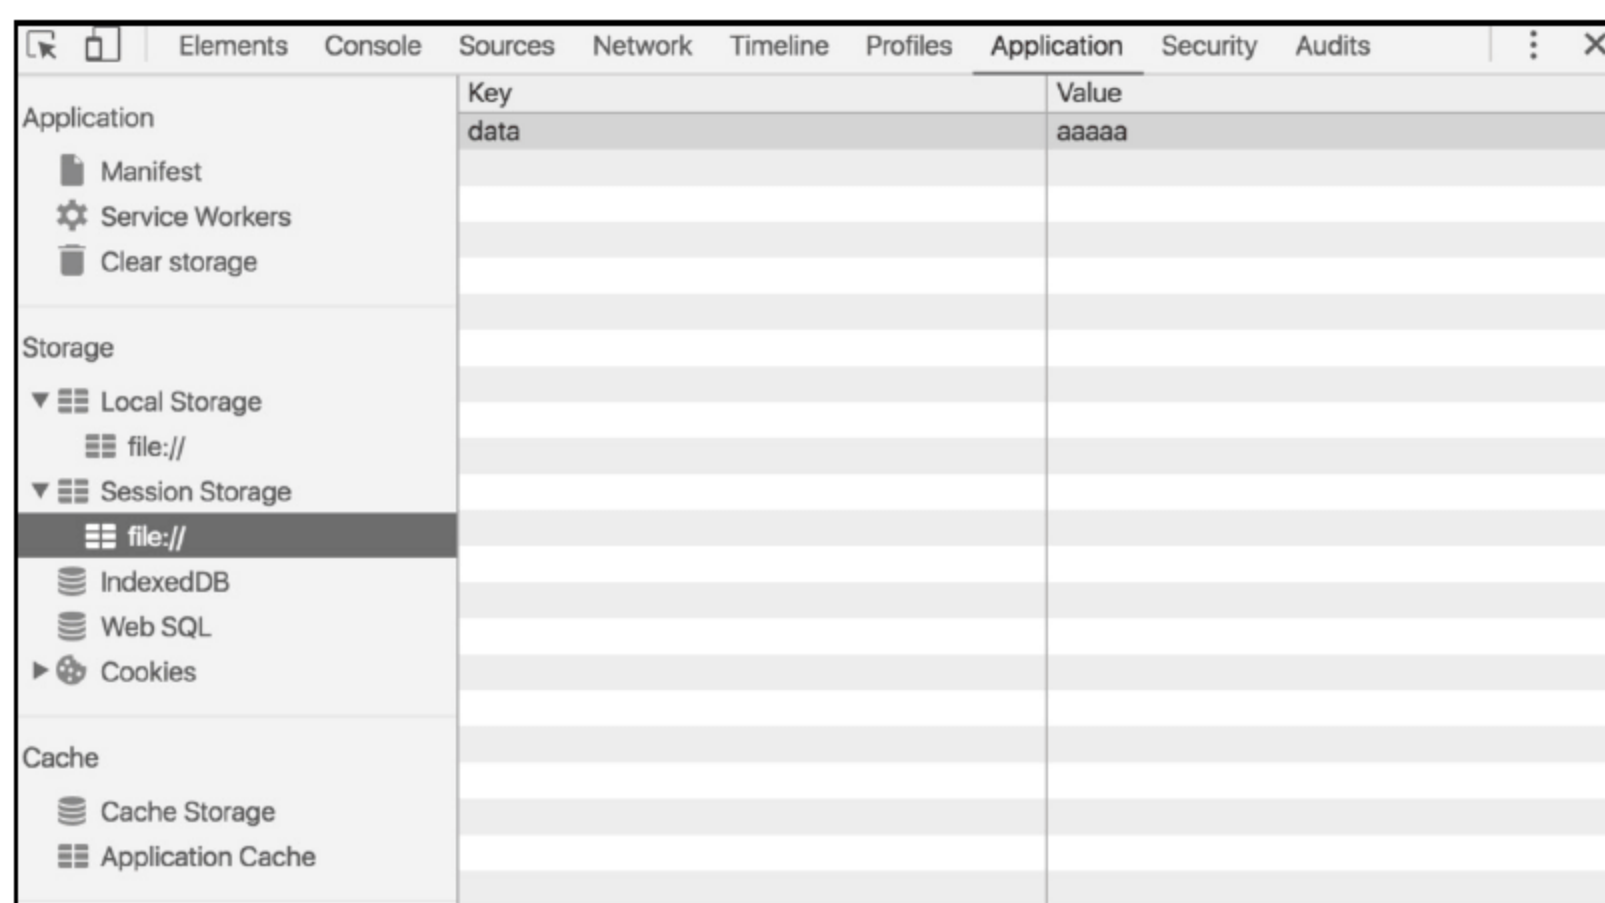 Elements Console Sources Network Timeline Profiles Application Security Audits
Application
Manifest
Service Workers
Clear storage
Storage
Local Storage
file://
Session Storage
file://
IndexedDB
Web SQL
Cookies
Cache
Cache Storage
Application Cache
Key Value
data aaaaa